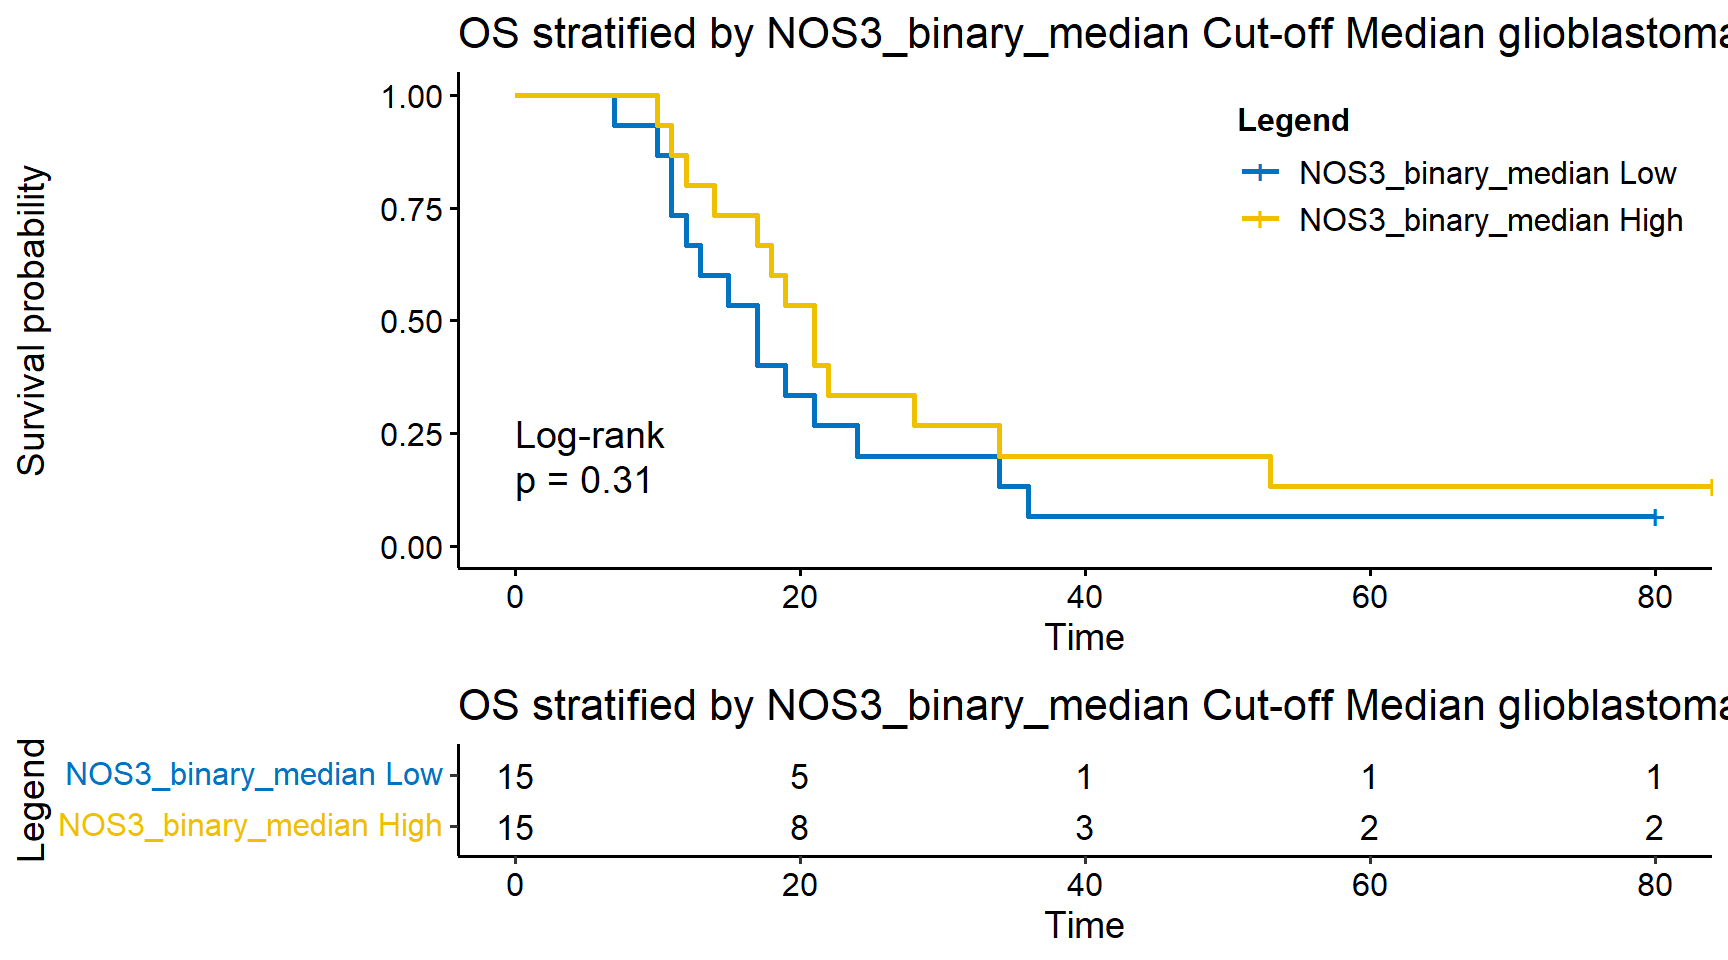 OS stratified by NOS3_binary_median Cut-off Median glioblastoma
Survival probability
1.00
0.75
0.50
0.25
0.00
Legend
NOS3_binary_median Low
NOS3_binary_median High
Log-rank
p = 0.31
0 20 40 60 80
Time
OS stratified by NOS3_binary_median Cut-off Median glioblastoma
Legend
NOS3_binary_median Low 15 5 1 1 1
NOS3_binary_median High 15 8 3 2 2
0 20 40 60 80
Time